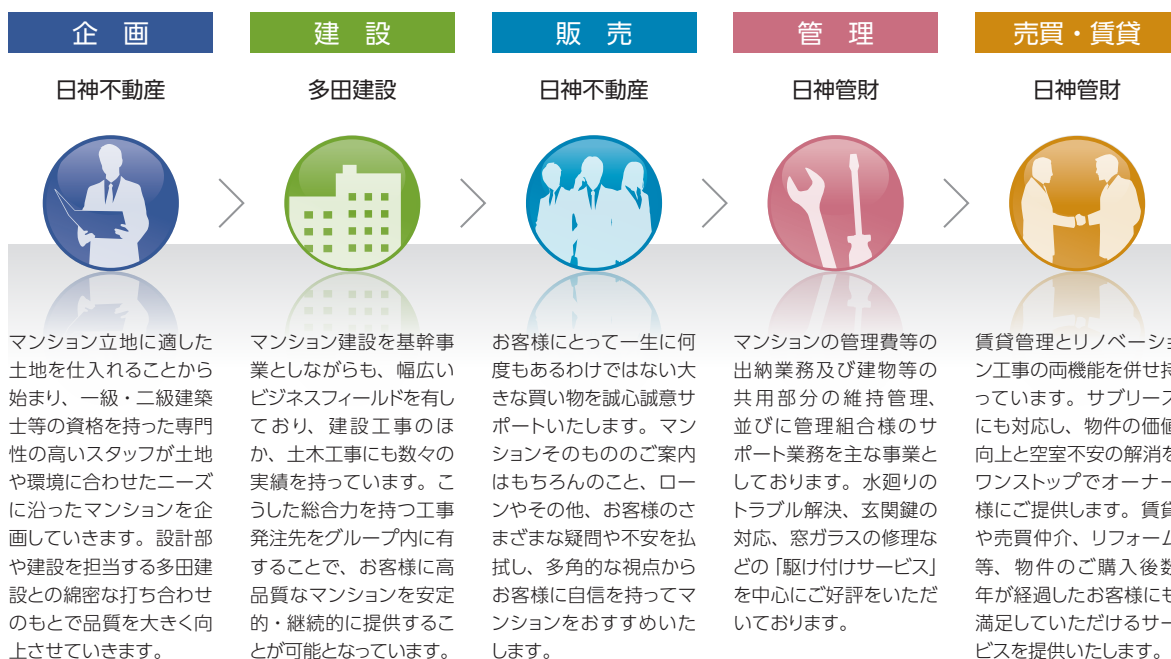 企画
日神不動産
マンション立地に適した
土地を仕入れることから
始まり、一級・二級建築
士等の資格を持った専門
性の高いスタッフが土地
や環境に合わせたニーズ
に沿ったマンションを企
画していきます。設計部
や建設を担当する多田建
設との綿密な打ち合わせ
のもとで品質を大きく向
上させていきます。
建設
多田建設
マンション建設を基幹事
業としながらも、幅広い
ビジネスフィールドを有し
ており、建設工事のほ
か、土木工事にも数々の
実績を持っています。こ
うした総合力を持つ工事
発注先をグループ内に有
することで、お客様に高
品質なマンションを安定
的・継続的に提供するこ
とが可能となっています。
販売
日神不動産
お客様にとって一生に何
度もあるわけではない大
きな買い物を誠心誠意サ
ポートいたします。マン
ションそのもののご案内
はもちろんのこと、ロー
ンやその他、お客様のさ
まざまな疑問や不安を払
拭し、多角的な視点から
お客様に自信を持ってマ
ンションをおすすめいた
します。
管理
日神管財
マンションの管理費等の
出納業務及び建物等の
共用部分の維持管理、
並びに管理組合様のサ
ポート業務を主な事業と
しております。水廻りの
トラブル解決、玄関鍵の
対応、窓ガラスの修理な
どの「駆け付けサービス」
を中心にご好評をいただ
いております。
売買・賃貸
日神管財
賃貸管理とリノベーショ
ン工事の両機能を併せ持
っています。サブリース
にも対応し、物件の価値
向上と空室不安の解消を
ワンストップでオーナー
様にご提供します。賃貸
や売買仲介、リフォーム
等、物件のご購入後数
年が経過したお客様にも
満足していただけるサー
ビスを提供いたします。